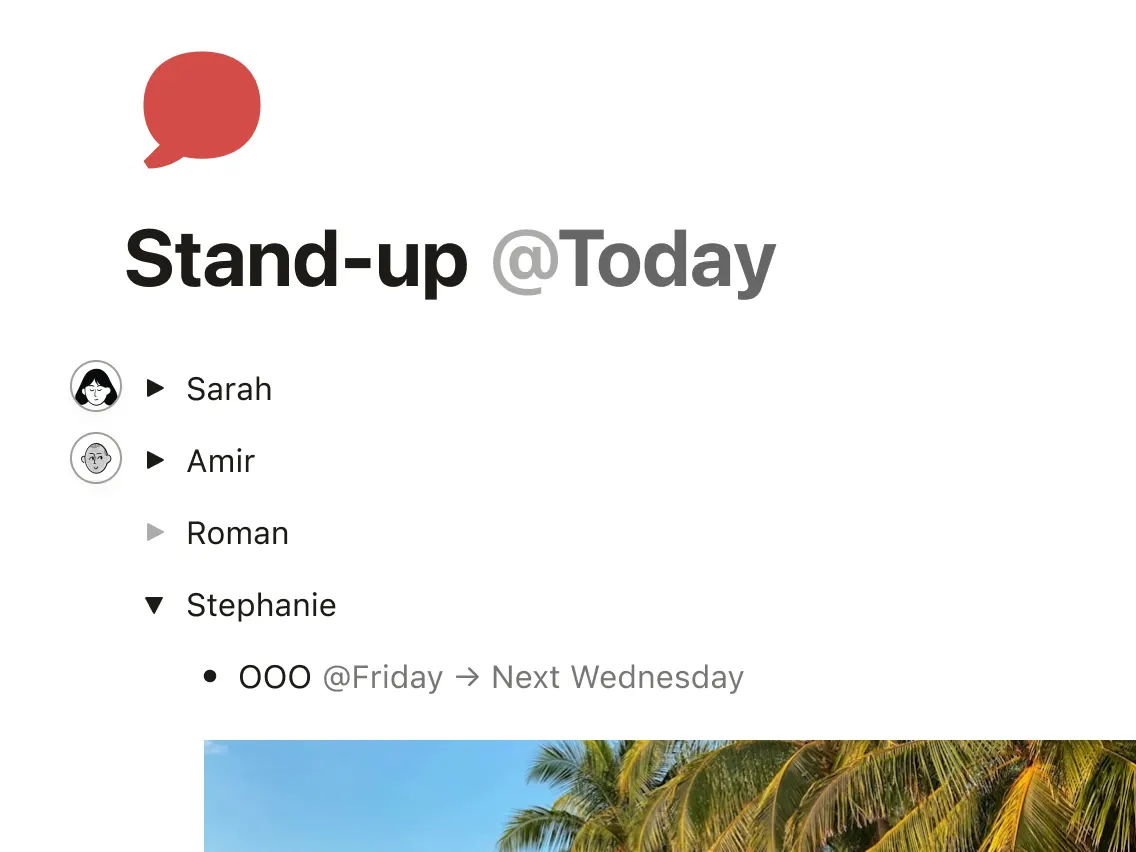 Stand-up @Today
Sarah
Amir
Roman
Stephanie
OOO @Friday → Next Wednesday